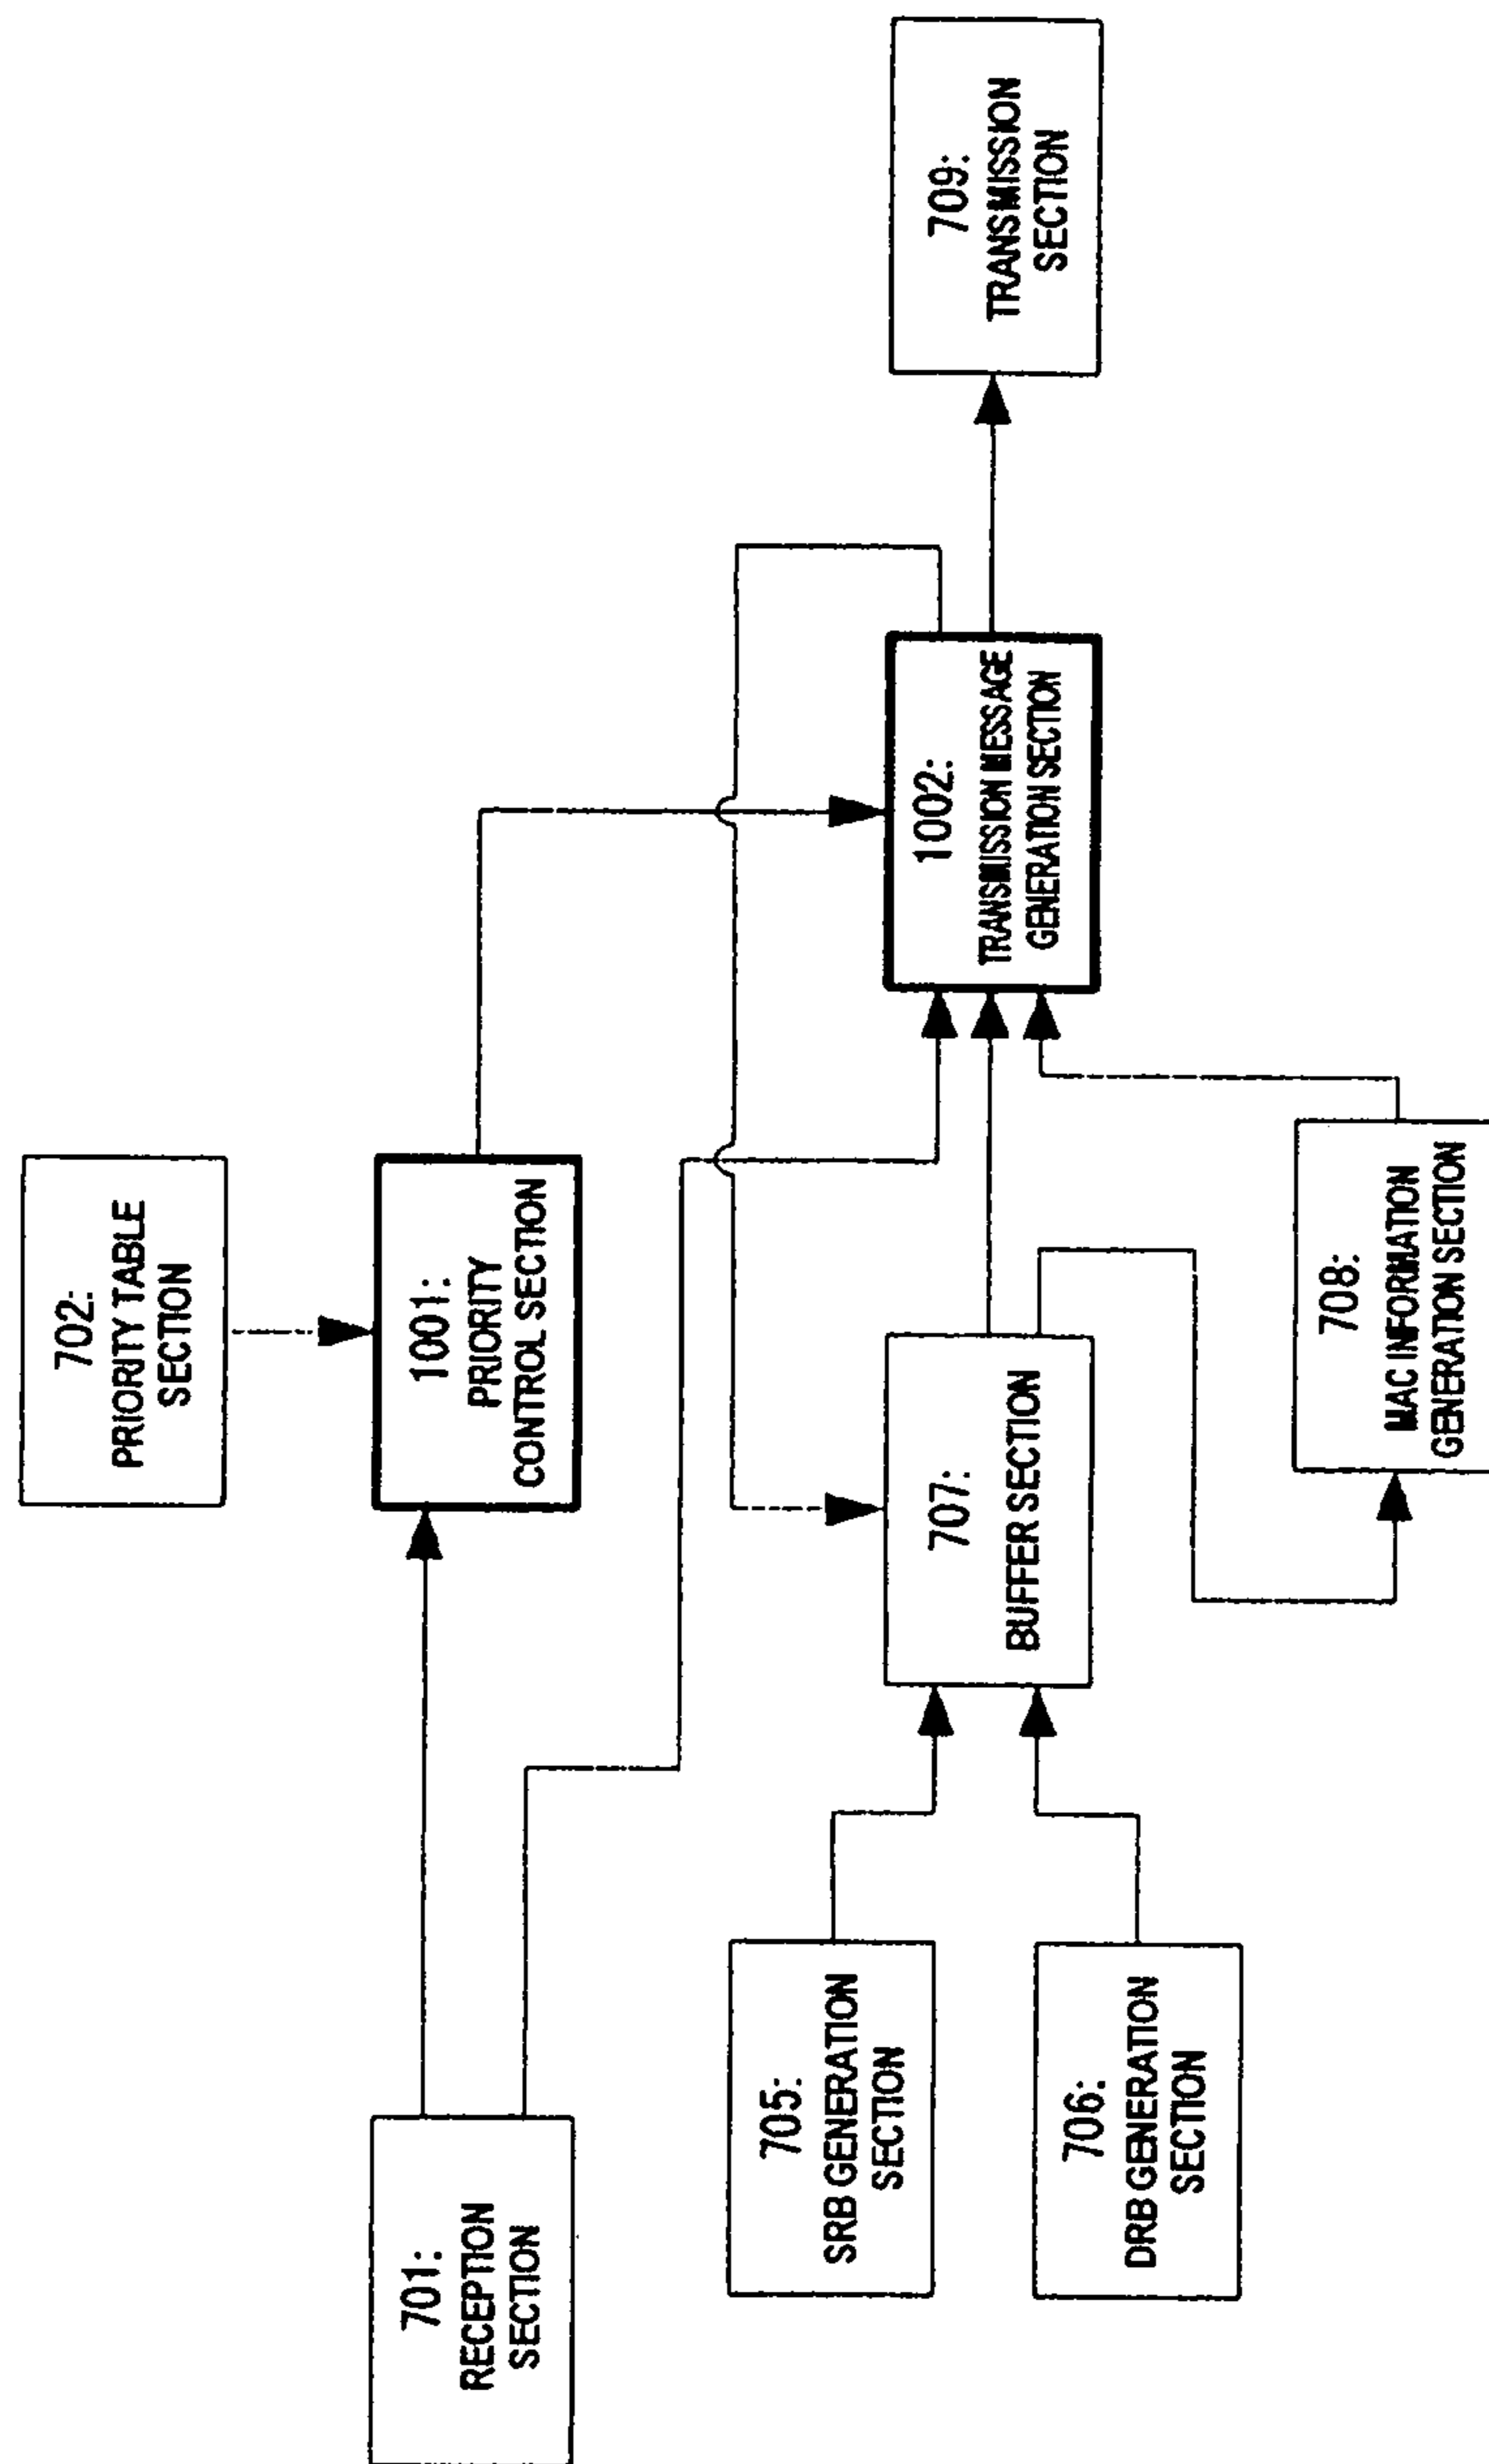 702:
PRIORITY TABLE
SECTION
701:
RECEPTION
SECTION
1001:
PRIORITY
CONTROL SECTION
705:
SRB GENERATION
SECTION
706:
DRB GENERATION
SECTION
707:
BUFFER SECTION
1002:
TRANSMISSION MESSAGE
GENERATION SECTION
709:
TRANSMISSION
SECTION
708:
MAC INFORMATION
GENERATION SECTION